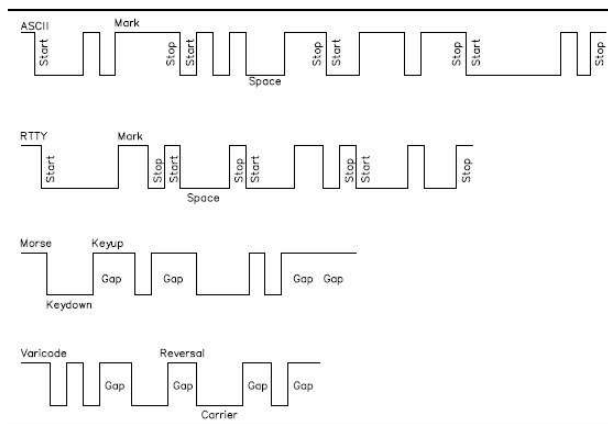 ASCII Mark
Start Stop Start Stop Start Stop Start Stop
Space
RTTY Mark
Start Stop Start Stop Start Stop Start Stop
Space
Morse Keyup
Gap Gap Gap Gap
Keydown
Varicode Reversal
Gap Gap Gap Gap
Carrier